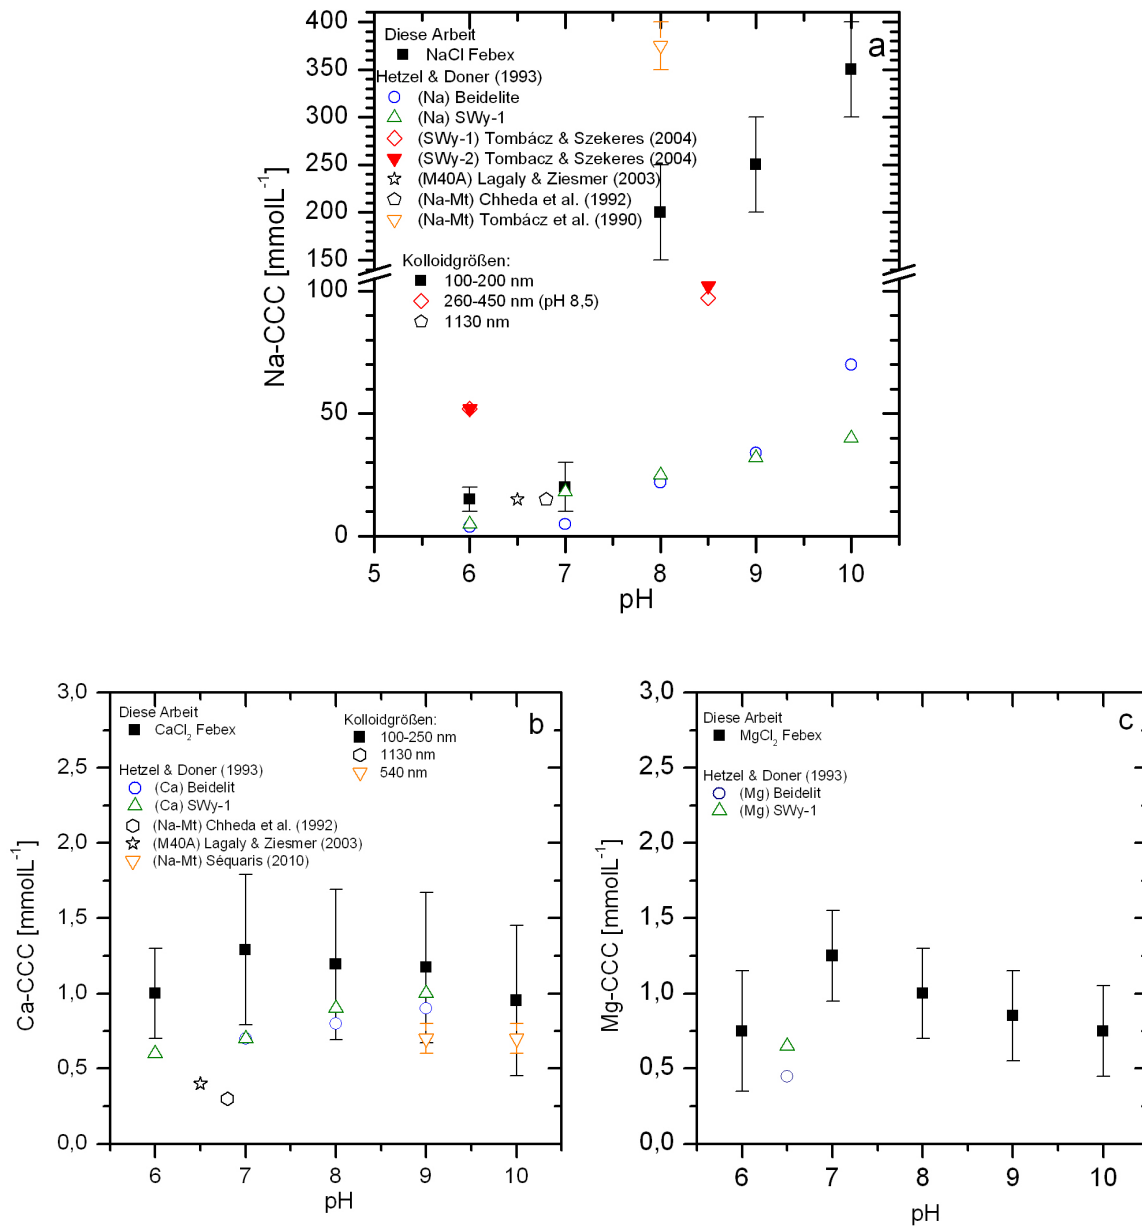 a
Diese Arbeit
NaCl Febex
Hetzel & Doner (1993)
(Na) Beidelite
(Na) SWy-1
(SWy-1) Tombácz & Szekeres (2004)
(SWy-2) Tombacz & Szekeres (2004)
(M40A) Lagaly & Ziesmer (2003)
(Na-Mt) Chheda et al. (1992)
(Na-Mt) Tombácz et al. (1990)
Kolloidgrößen:
100-200 nm
260-450 nm (pH 8,5)
1130 nm
Na-CCC [mmolL⁻¹]
400
350
300
250
200
150
100
50
0
5 6 7 8 9 10
pH
b
Diese Arbeit
CaCl₂ Febex
Hetzel & Doner (1993)
(Ca) Beidelit
(Ca) SWy-1
(Na-Mt) Chheda et al. (1992)
(M40A) Lagaly & Ziesmer (2003)
(Na-Mt) Séquaris (2010)
Kolloidgrößen:
100-250 nm
1130 nm
540 nm
Ca-CCC [mmolL⁻¹]
3,0
2,5
2,0
1,5
1,0
0,5
0,0
6 7 8 9 10
pH
c
Diese Arbeit
MgCl₂ Febex
Hetzel & Doner (1993)
(Mg) Beidelit
(Mg) SWy-1
Mg-CCC [mmolL⁻¹]
3,0
2,5
2,0
1,5
1,0
0,5
0,0
6 7 8 9 10
pH